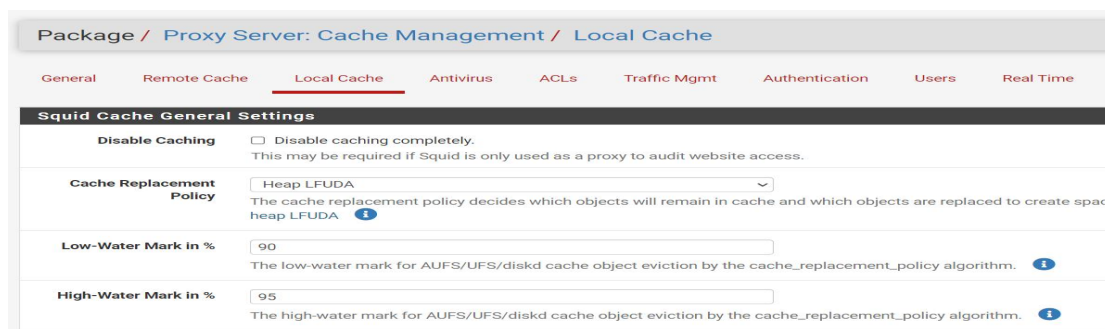 Package / Proxy Server: Cache Management / Local Cache
General Remote Cache Local Cache Antivirus ACLs Traffic Mgmt Authentication Users Real Time
Squid Cache General Settings
Disable Caching Disable caching completely.
This may be required if Squid is only used as a proxy to audit website access.
Cache Replacement Heap LFUDA
Policy
The cache replacement policy decides which objects will remain in cache and which objects are replaced to create spac
heap LFUDA
Low-Water Mark in % 90
The low-water mark for AUFS/UFS/diskd cache object eviction by the cache_replacement_policy algorithm.
High-Water Mark in % 95
The high-water mark for AUFS/UFS/diskd cache object eviction by the cache_replacement_policy algorithm.